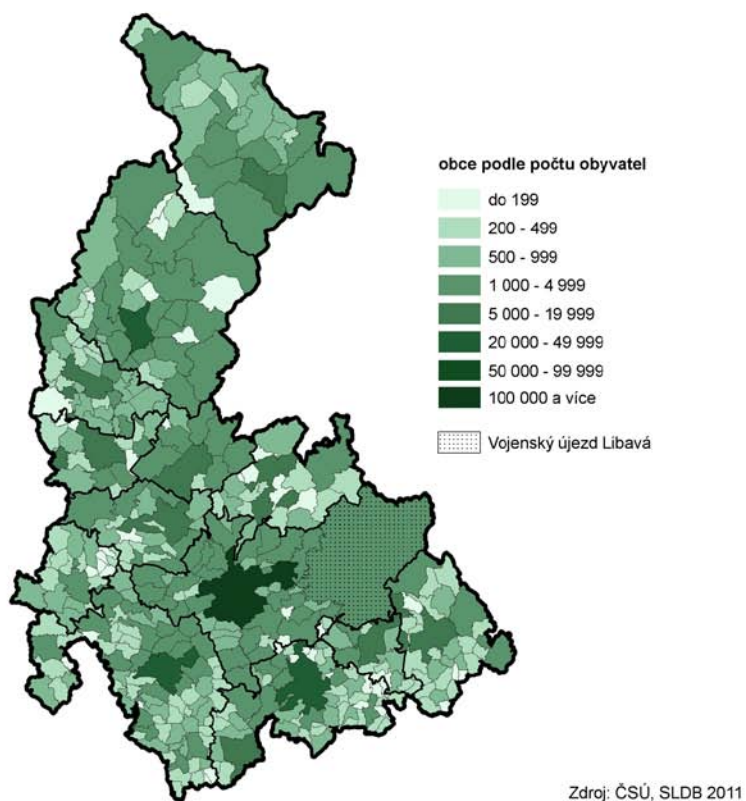 obce podle počtu obyvatel
do 199
200 - 499
500 - 999
1 000 - 4 999
5 000 - 19 999
20 000 - 49 999
50 000 - 99 999
100 000 a více
Vojenský újezd Libavá
Zdroj: ČSÚ, SLDB 2011